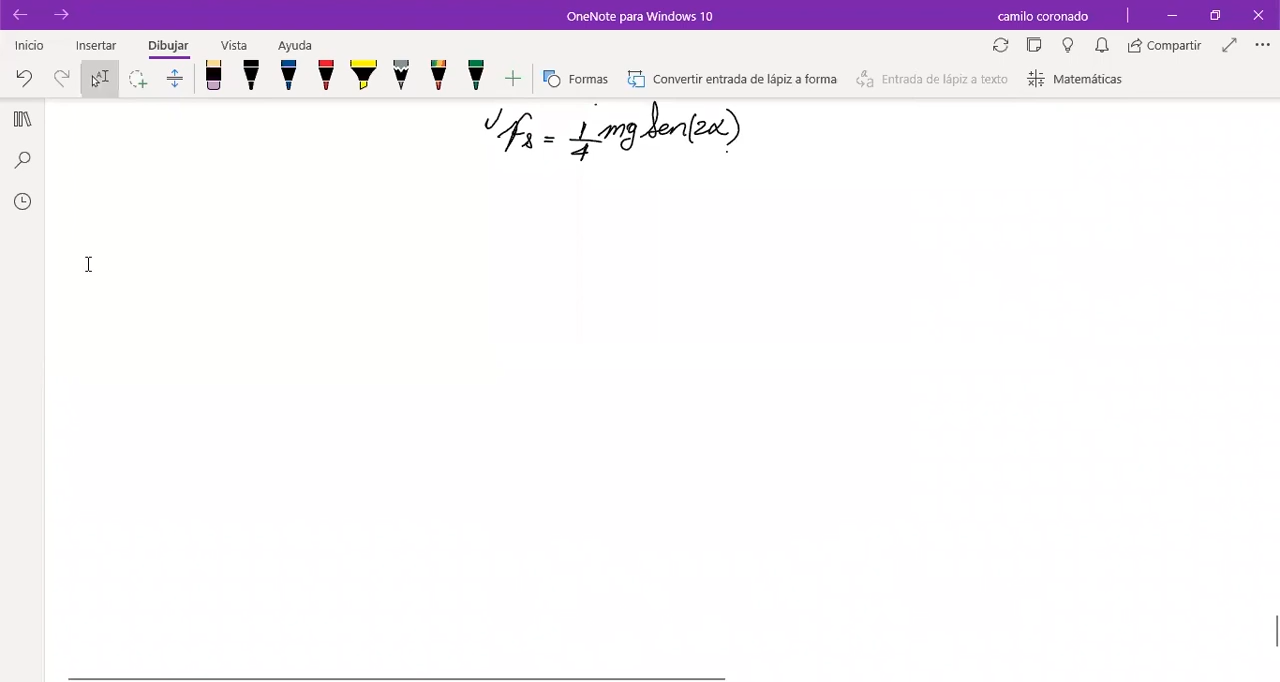 OneNote para Windows 10
camilo coronado
Inicio Insertar Dibujar Vista Ayuda
Compartir
Formas
Convertir entrada de lápiz a forma
Entrada de lápiz a texto
Matemáticas
fs = 1/4 mg Sen(2α)